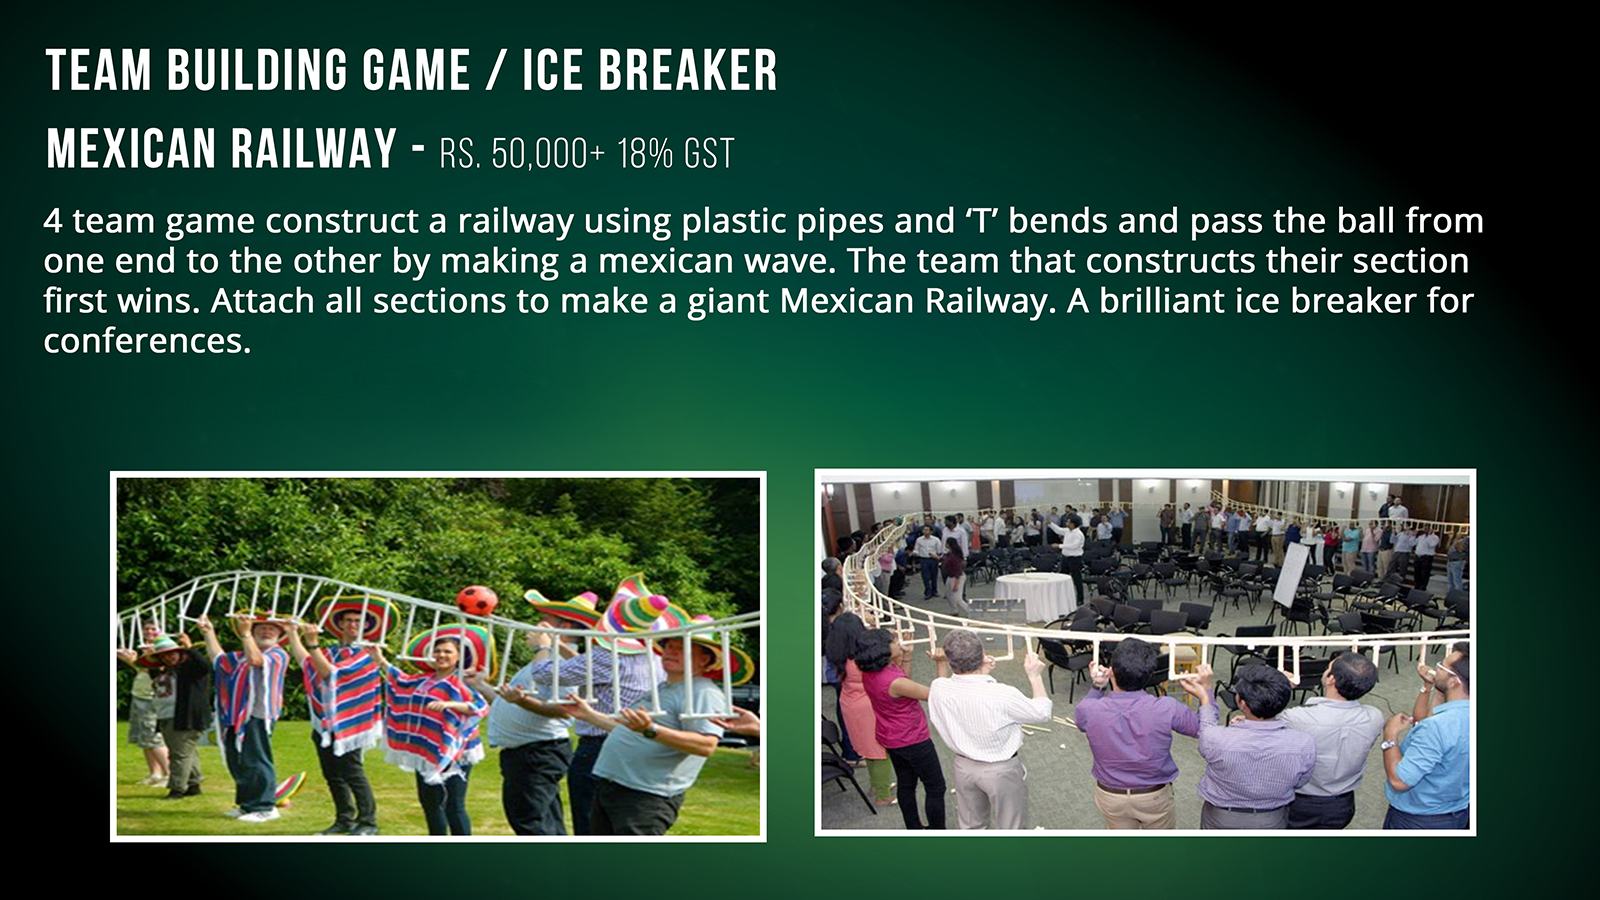 TEAM BUILDING GAME / ICE BREAKER
MEXICAN RAILWAY - RS. 50,000+ 18% GST
4 team game construct a railway using plastic pipes and ‘T’ bends and pass the ball from
one end to the other by making a mexican wave. The team that constructs their section
first wins. Attach all sections to make a giant Mexican Railway. A brilliant ice breaker for
conferences.